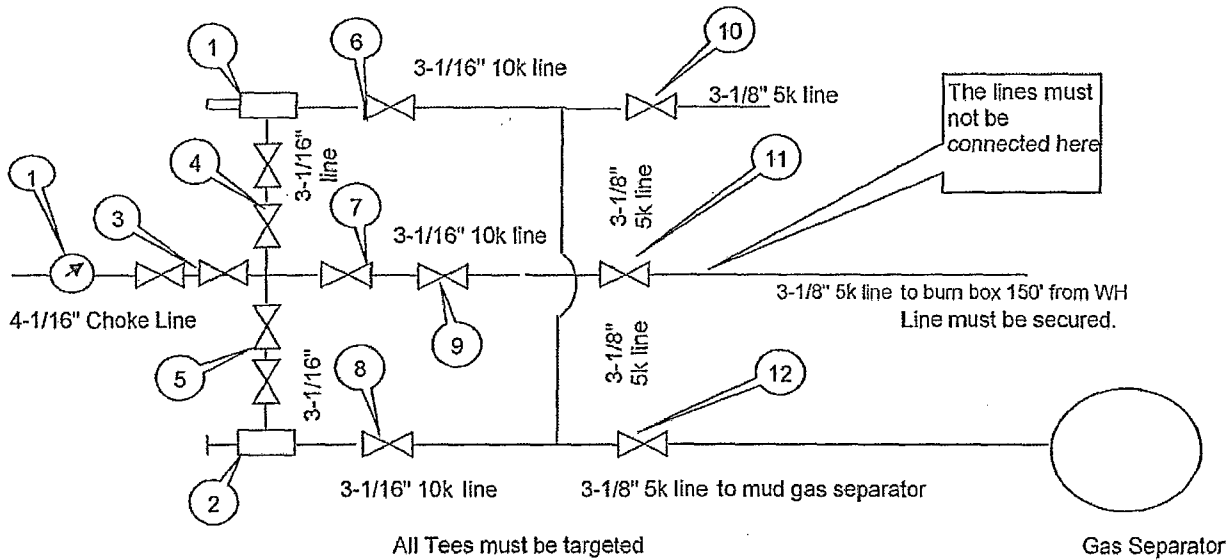 1
6
10
3-1/16" 10k line
3-1/8" 5k line
The lines must
not be
connected here
3-1/16"
line
4
3-1/8"
5k line
11
1
3
7
3-1/16" 10k line
4-1/16" Choke Line
3-1/8" 5k line to burn box 150' from WH
Line must be secured.
5
9
3-1/16"
8
3-1/8"
5k line
12
2
3-1/16" 10k line
3-1/8" 5k line to mud gas separator
All Tees must be targeted
Gas Separator